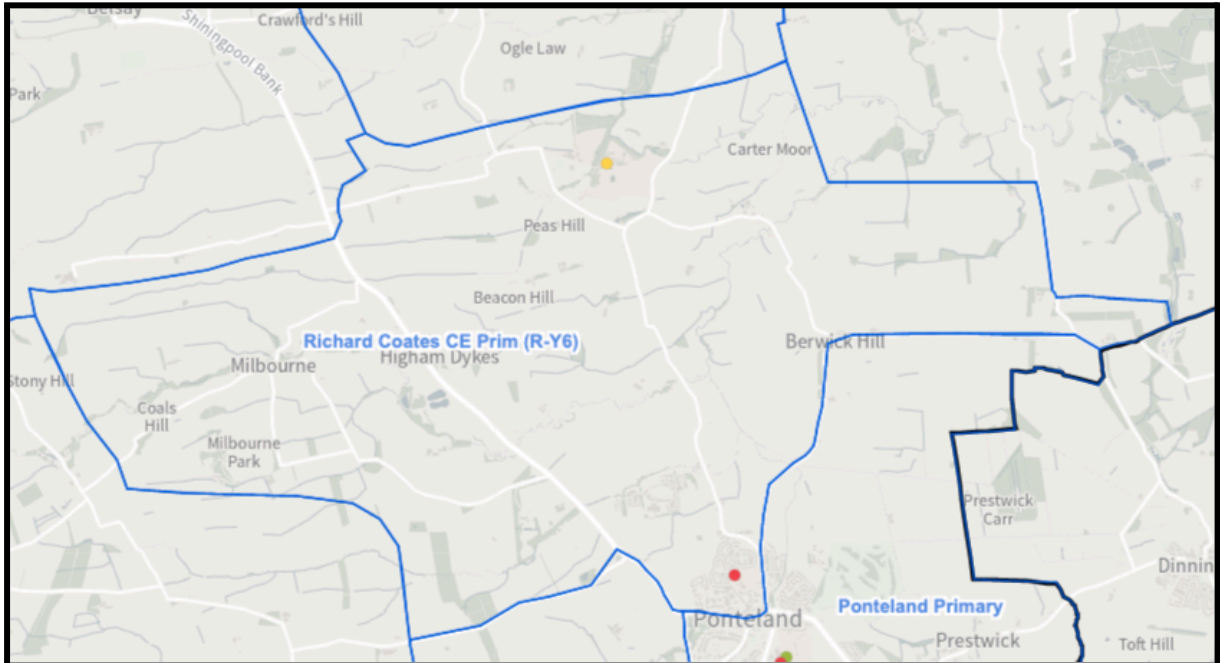 Belsay
Crawford's Hill
Shiningpool Bank
Ogle Law
Park
Carter Moor
Peas Hill
Beacon Hill
Richard Coates CE Prim (R-Y6)
Berwick Hill
Higham Dykes
Milbourne
Stony Hill
Coals
Hill
Milbourne
Park
Prestwick
Carr
Dinnin
Ponteland Primary
Ponteland
Prestwick
Toft Hill